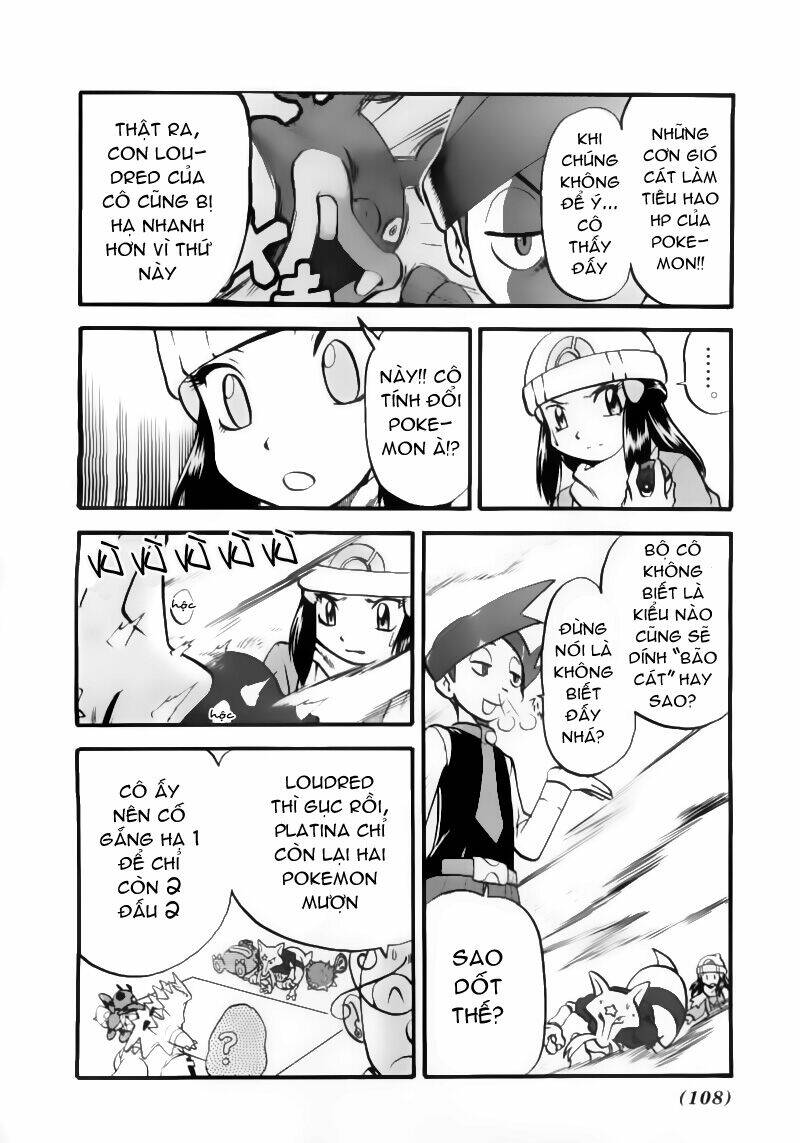 NHỮNG
CƠN GIÓ
CÁT LÀM
TIÊU HAO
HP CỦA
POKE-
MON!!
KHI
CHÚNG
KHÔNG
ĐỂ Ý...
CÔ
THẤY
ĐẤY
THẬT RA,
CON LOU-
DRED CỦA
CÔ CŨNG BỊ
HẠ NHANH
HƠN VÌ THỨ
NÀY
.......
NÀY!! CÔ
TÍNH ĐỔI
POKE-
MON À!?
BỘ CÔ
KHÔNG
BIẾT LÀ
KIỂU NÀO
CŨNG SẼ
DÍNH "BÃO
CÁT" HAY
SAO?
ĐỪNG
NÓI LÀ
KHÔNG
BIẾT
ĐẤY
NHÁ?
SAO
DỐT
THẾ?
VÙ VÙ VÙ VÙ VÙ
hộc
hộc
LOUDRED
THÌ GỤC RỒI,
PLATINA CHỈ
CÒN LẠI HAI
POKEMON
MƯỢN
CÔ ẤY
NÊN CỐ
GẮNG HẠ 1
ĐỂ CHỈ
CÒN 2
ĐẤU 2
?
(108)